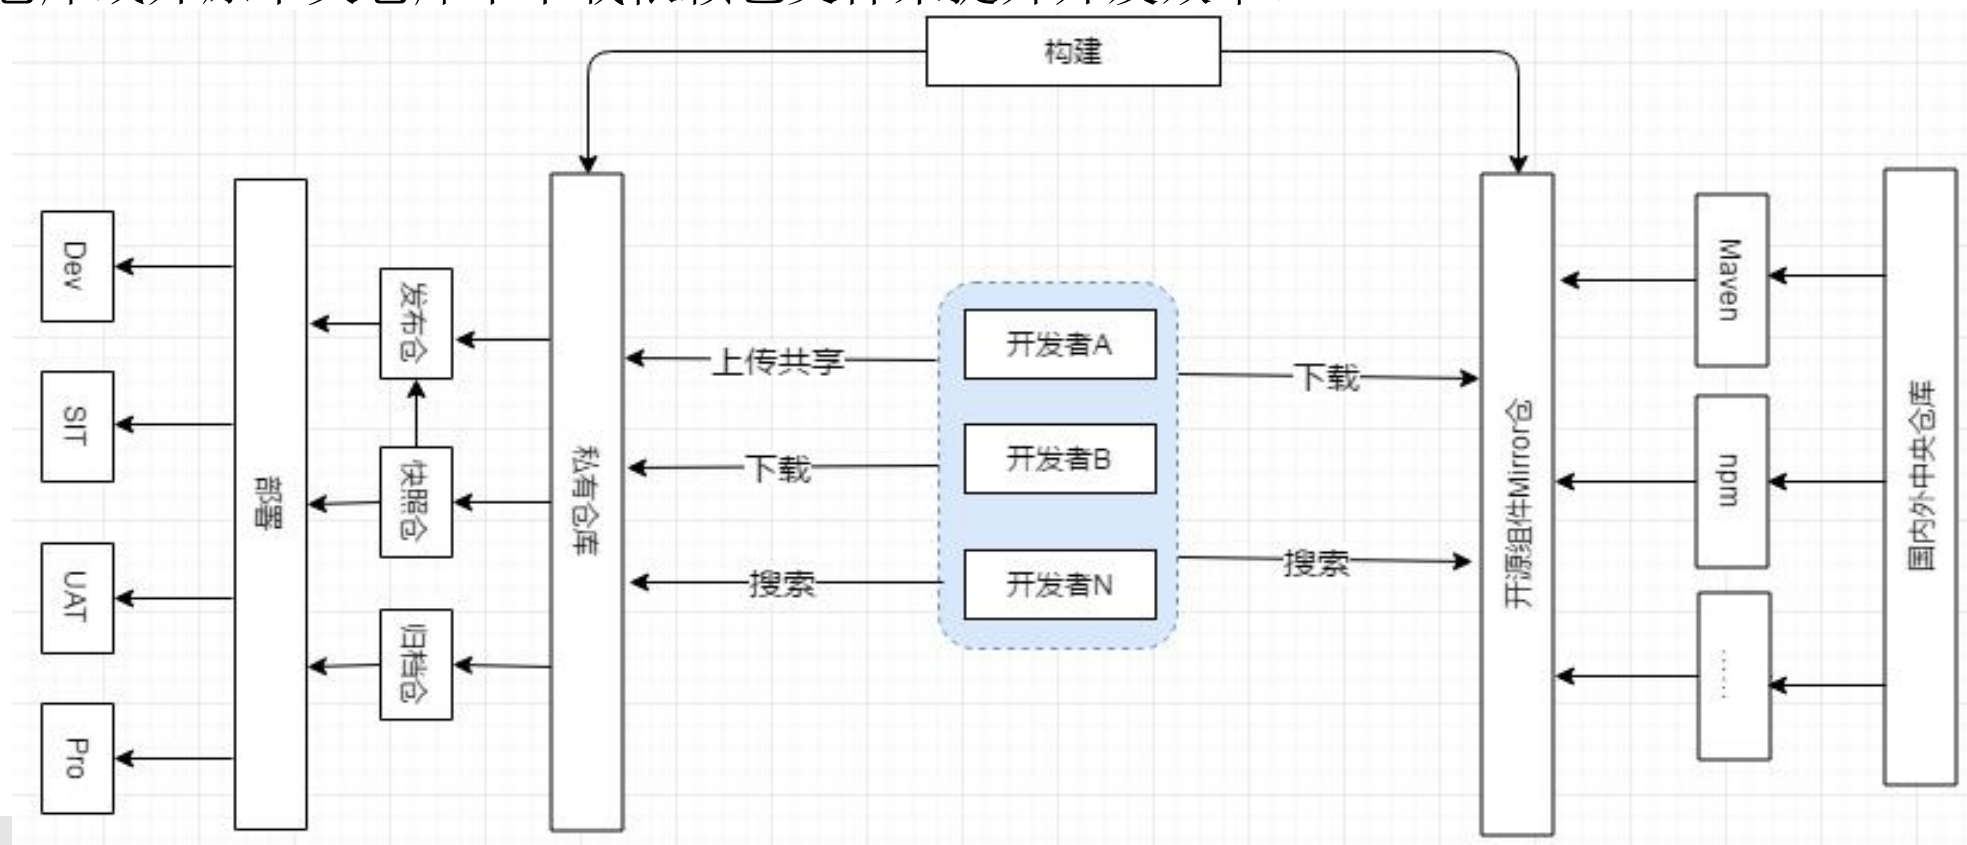 构建
Dev
SIT
UAT
Pro
部署
发布仓
快照仓
归档仓
私有仓库
上传共享
下载
搜索
开发者A
开发者B
开发者N
下载
搜索
开源组件Mirror仓
Maven
npm
......
国内外中央仓库